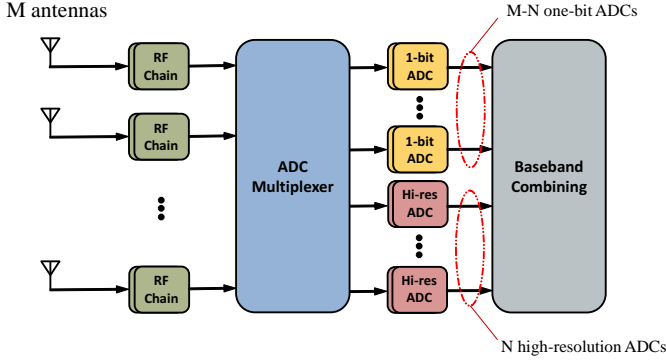 M antennas
M-N one-bit ADCs
RF
Chain
1-bit
ADC
RF
Chain
1-bit
ADC
ADC
Multiplexer
Baseband
Combining
Hi-res
ADC
RF
Chain
Hi-res
ADC
N high-resolution ADCs